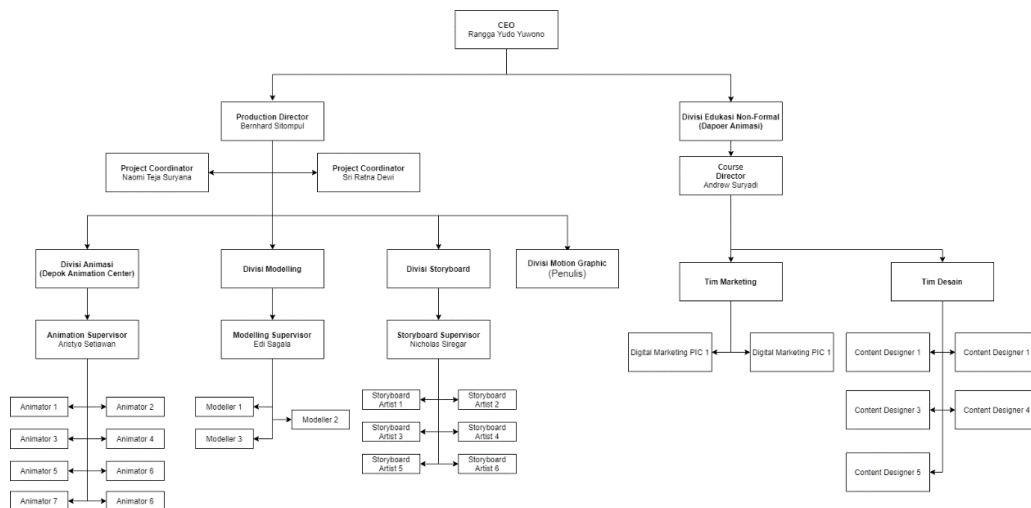 CEO
Rangga Yudo Yuwono
Production Director
Bernhard Sitompul
Divisi Edukasi Non-Formal
(Dapoer Animasi)
Project Coordinator
Naomi Teja Suryana
Project Coordinator
Sri Ratna Dewi
Course
Director
Andrew Suryadi
Divisi Animasi
(Depok Animation Center)
Divisi Modelling
Divisi Storyboard
Divisi Motion Graphic
(Penulis)
Tim Marketing
Tim Desain
Animation Supervisor
Aristyo Setiawan
Modelling Supervisor
Edi Sagala
Storyboard Supervisor
Nicholas Siregar
Digital Marketing PIC 1
Digital Marketing PIC 1
Content Designer 1
Content Designer 1
Animator 1
Animator 2
Modeller 1
Modeller 2
Storyboard
Artist 1
Storyboard
Artist 2
Content Designer 3
Content Designer 4
Animator 3
Animator 4
Modeller 3
Storyboard
Artist 3
Storyboard
Artist 4
Animator 5
Animator 6
Storyboard
Artist 5
Storyboard
Artist 6
Content Designer 5
Animator 7
Animator 6